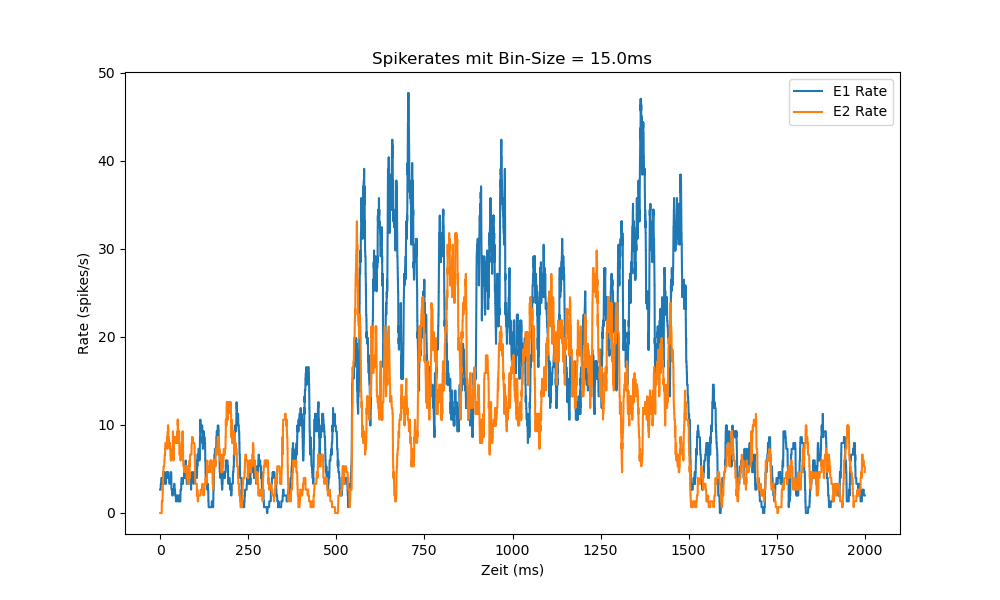 Spikerates mit Bin-Size = 15.0ms
E1 Rate
E2 Rate
Rate (spikes/s)
50
40
30
20
10
0
0 250 500 750 1000 1250 1500 1750 2000
Zeit (ms)